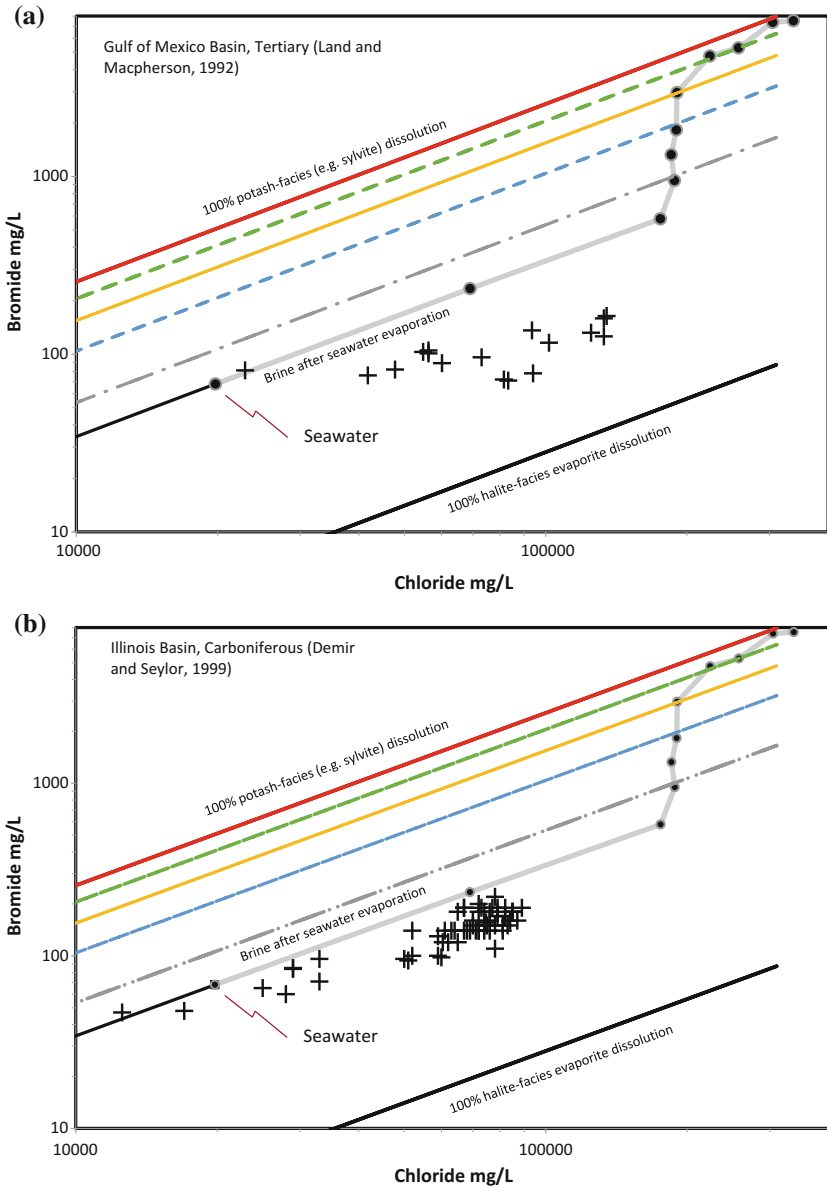 (a)
Gulf of Mexico Basin, Tertiary (Land and
Macpherson, 1992)
100% potash-facies (e.g. sylvite) dissolution
1000
Bromide mg/L
Brine after seawater evaporation
100
Seawater
100% halite-facies evaporite dissolution
10
10000
100000
Chloride mg/L
(b)
Illinois Basin, Carboniferous (Demir
and Seylor, 1999)
100% potash-facies (e.g. sylvite) dissolution
1000
Bromide mg/L
Brine after seawater evaporation
100
Seawater
100% halite-facies evaporite dissolution
10
10000
100000
Chloride mg/L